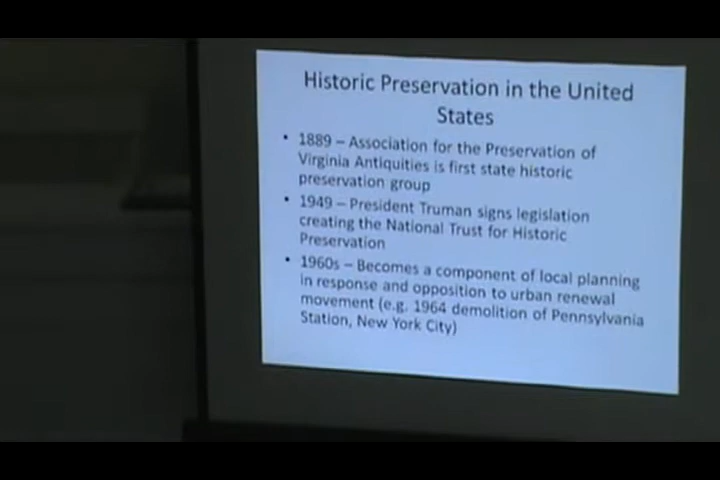 Historic Preservation in the United
States
• 1889 – Association for the Preservation of
Virginia Antiquities is first state historic
preservation group
• 1949 – President Truman signs legislation
creating the National Trust for Historic
Preservation
• 1960s – Becomes a component of local planning
in response and opposition to urban renewal
movement (e.g. 1964 demolition of Pennsylvania
Station, New York City)